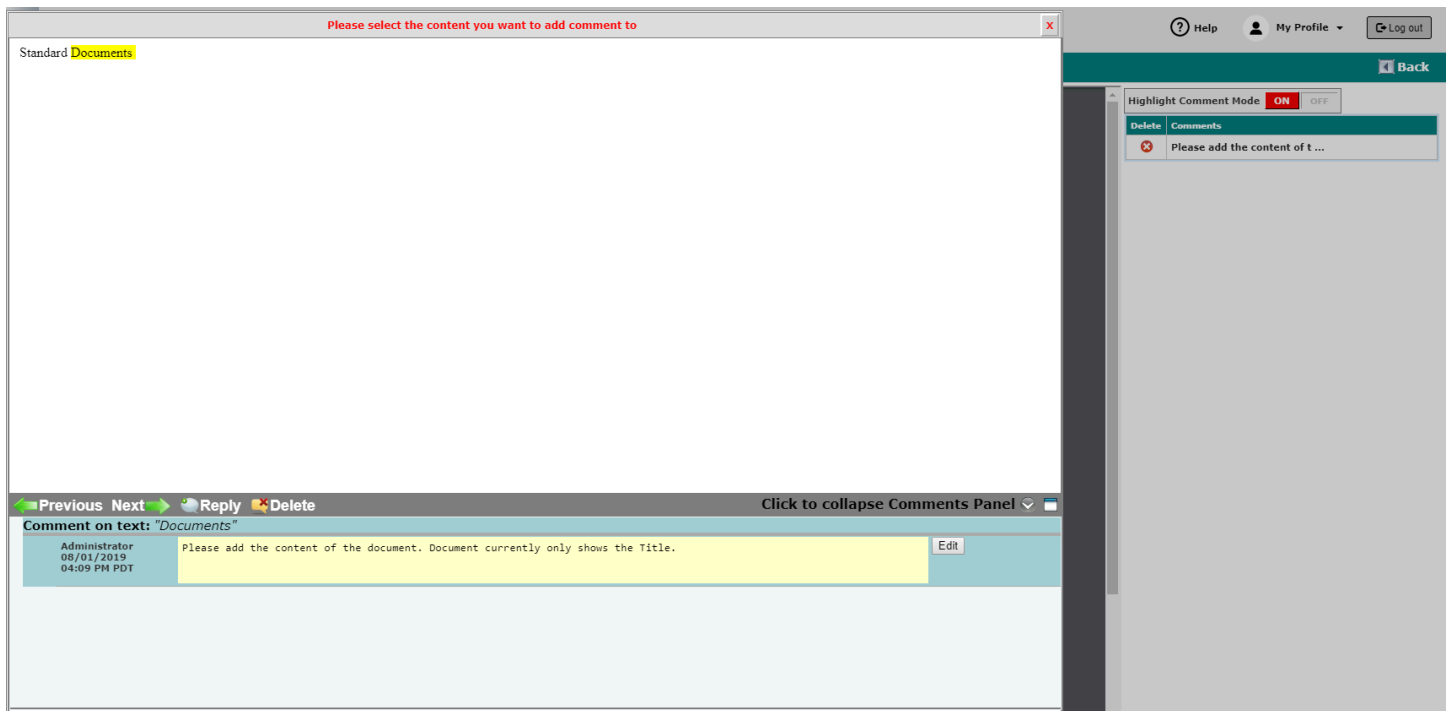 Please select the content you want to add comment to
x
Help
My Profile
Log out
Standard Documents
Back
Highlight Comment Mode ON OFF
Delete Comments
Please add the content of t ...
Previous Next Reply Delete
Click to collapse Comments Panel
Comment on text: "Documents"
Administrator
08/01/2019
04:09 PM PDT
Please add the content of the document. Document currently only shows the Title.
Edit